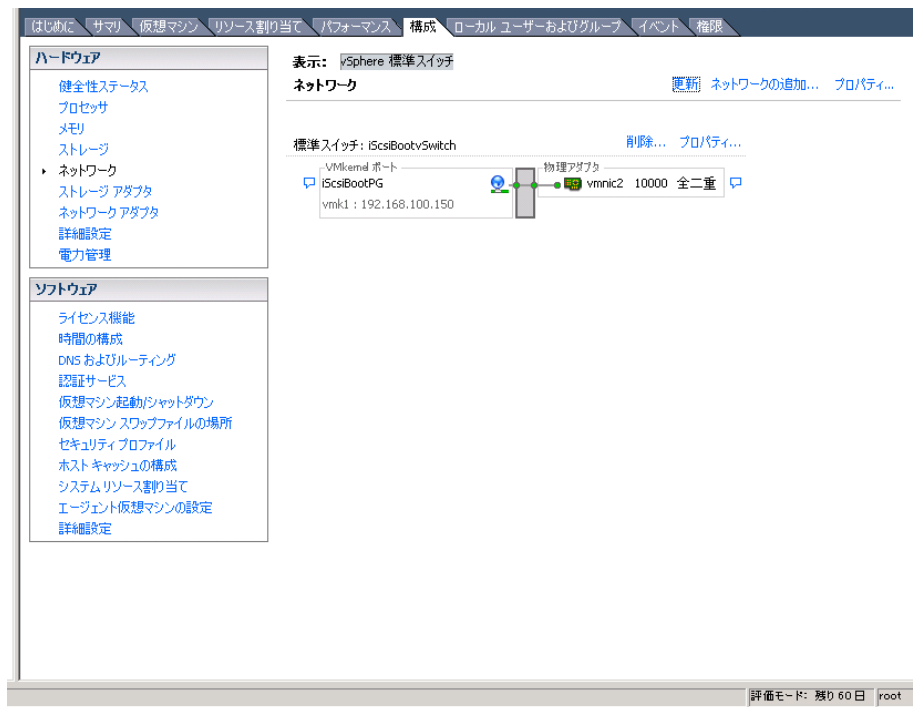 はじめに サマリ 仮想マシン リソース割り当て パフォーマンス 構成 ローカル ユーザーおよびグループ イベント 権限
ハードウェア
健全性ステータス
プロセッサ
メモリ
ストレージ
ネットワーク
ストレージ アダプタ
ネットワーク アダプタ
詳細設定
電力管理
ソフトウェア
ライセンス機能
時間の構成
DNS およびルーティング
認証サービス
仮想マシン起動/シャットダウン
仮想マシン スワップファイルの場所
セキュリティ プロファイル
ホスト キャッシュの構成
システム リソース割り当て
エージェント仮想マシンの設定
詳細設定
表示: vSphere 標準スイッチ
ネットワーク 更新 ネットワークの追加... プロパティ...
標準スイッチ: iScsiBootvSwitch 削除... プロパティ...
VMkernel ポート 物理アダプタ
iScsiBootPG vmnic2 10000 全二重
vmk1 : 192.168.100.150
評価モード: 残り 60 日 root